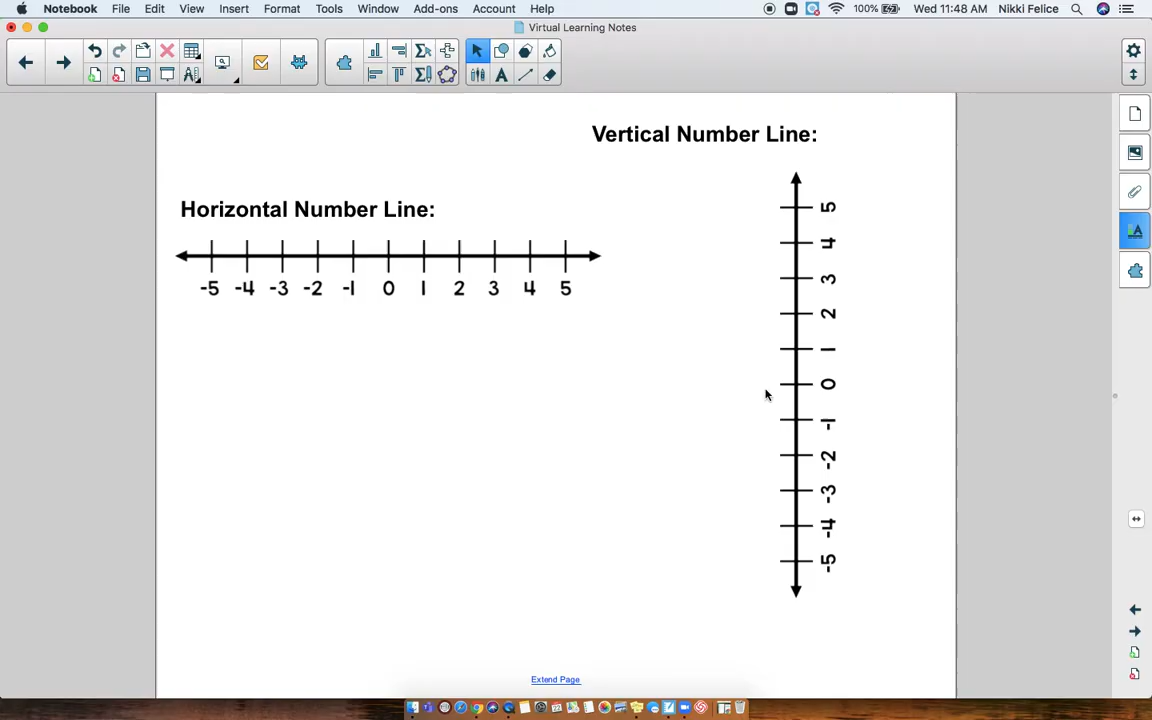 Notebook File Edit View Insert Format Tools Window Add-ons Account Help 100% Wed 11:48 AM Nikki Felice
Virtual Learning Notes
Vertical Number Line:
Horizontal Number Line:
-5 -4 -3 -2 -1 0 1 2 3 4 5
5
4
3
2
1
0
-1
-2
-3
-4
-5
Extend Page